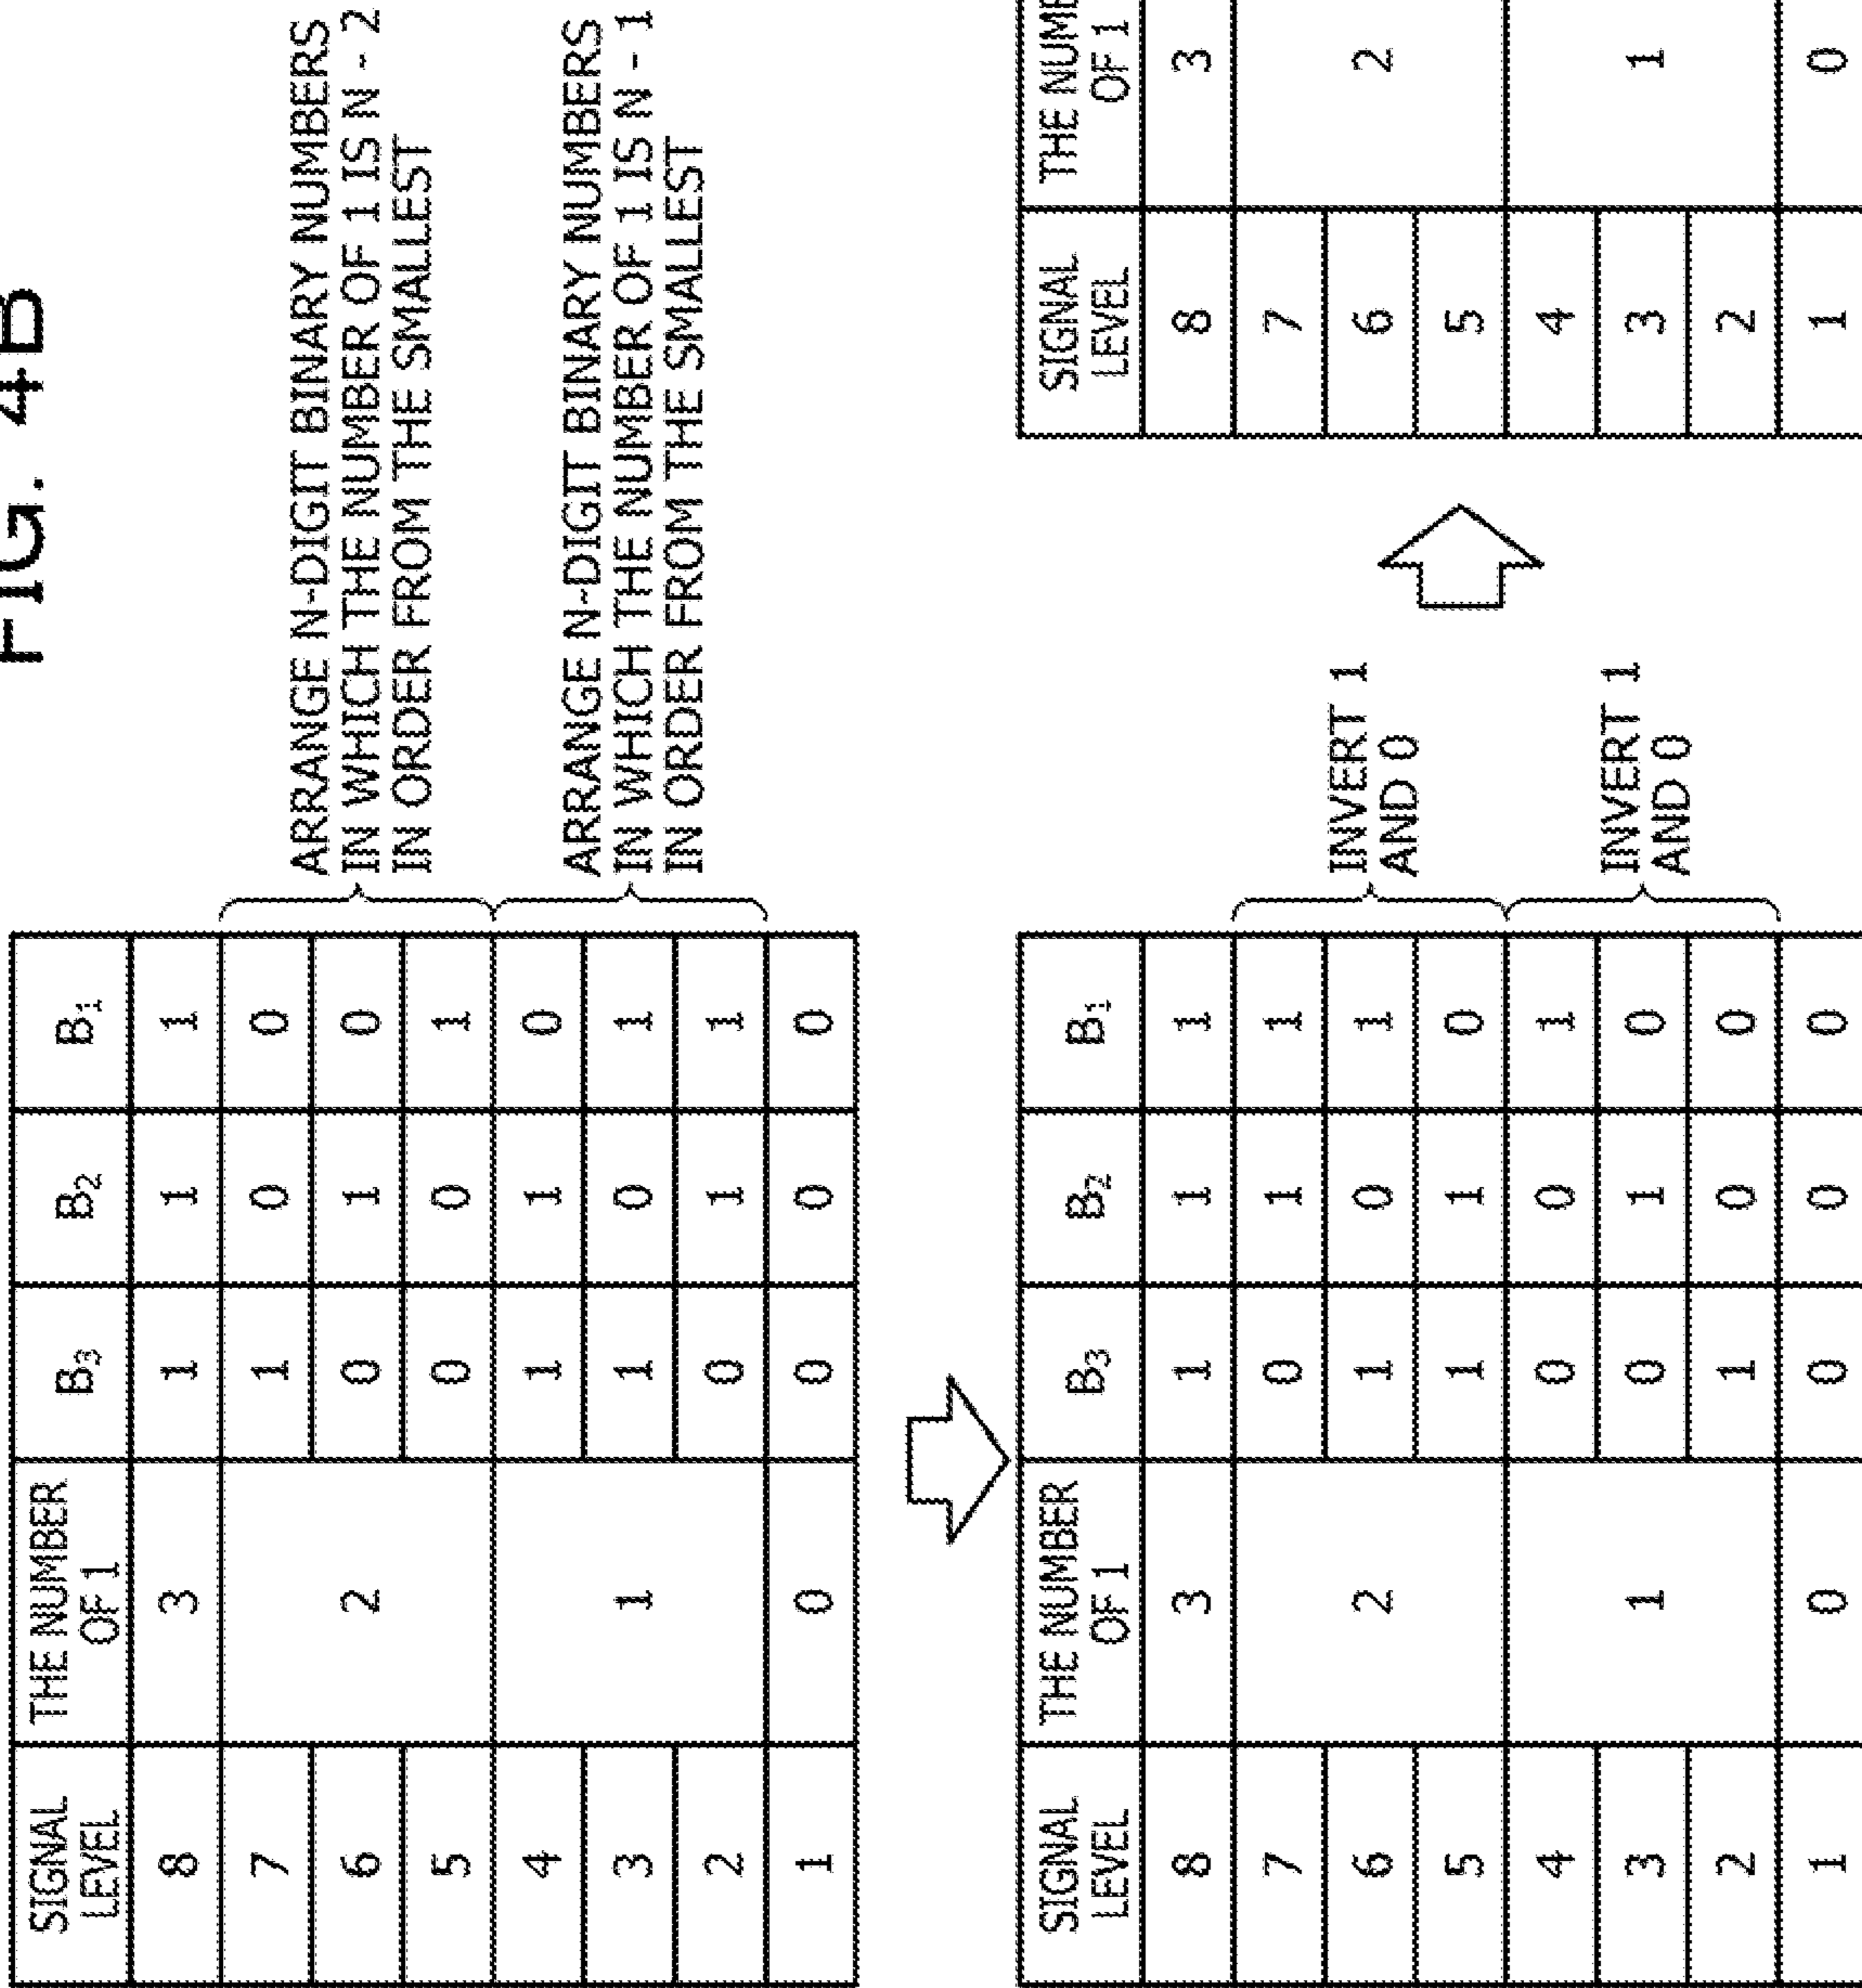 FIG. 4B
SIGNAL LEVEL THE NUMBER OF 1 B₃ B₂ B₁
8 3 1 1 1
7 1 0 0
6 2 0 1 0
5 0 0 1
4 1 1 0
3 1 1 0 1
2 0 1 1
1 0 0 0 0
ARRANGE N-DIGIT BINARY NUMBERS
IN WHICH THE NUMBER OF 1 IS N - 2
IN ORDER FROM THE SMALLEST
ARRANGE N-DIGIT BINARY NUMBERS
IN WHICH THE NUMBER OF 1 IS N - 1
IN ORDER FROM THE SMALLEST
SIGNAL LEVEL THE NUMBER OF 1 B₃ B₂ B₁
8 3 1 1 1
7 0 1 1
6 2 1 0 1
5 1 1 0
4 0 0 1
3 1 0 1 0
2 1 0 0
1 0 0 0 0
INVERT 1
AND 0
INVERT 1
AND 0
SIGNAL LEVEL THE OF 1
8 3
7
6 2
5
4
3 1
2
1 0